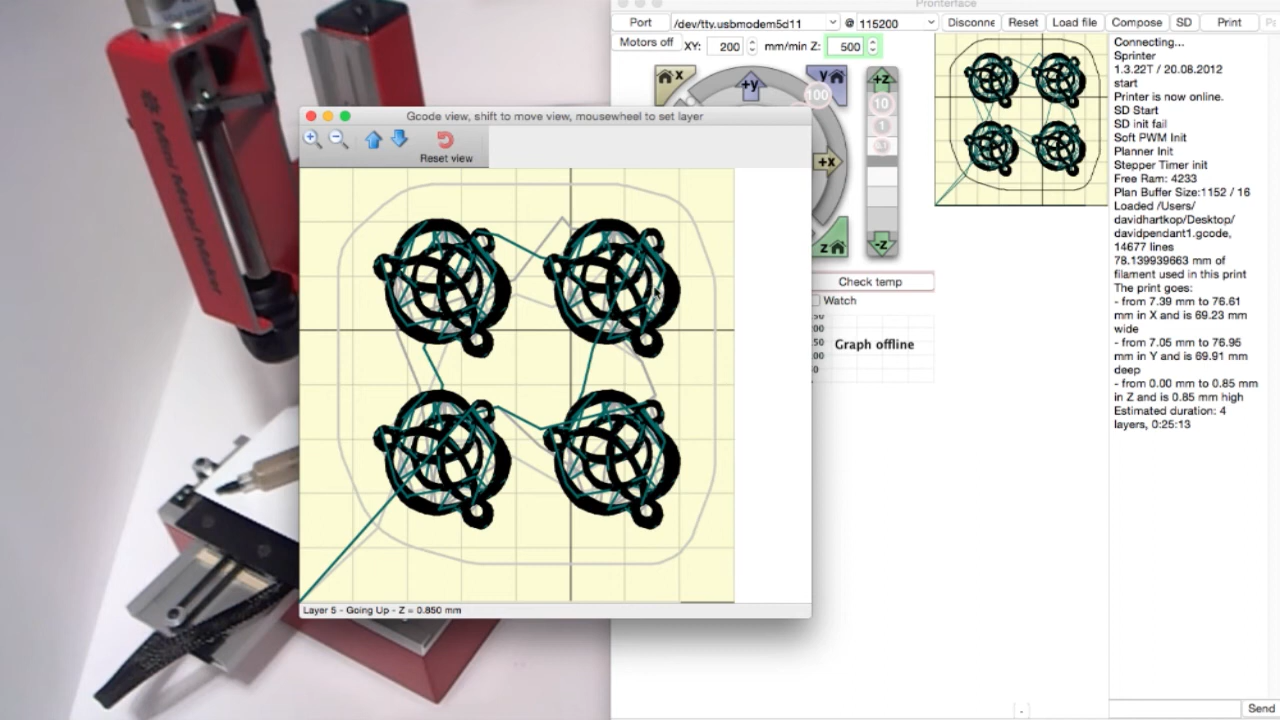 Pronterface
Port /dev/tty.usbmodem5d11 @ 115200 Disconne Reset Load file Compose SD Print
Motors off XY: 200 mm/min Z: 500
X
+y
y
100
+z
10
1
0.1
+X
z
-z
Check temp
Watch
Graph offline
Connecting...
Sprinter
1.3.22T / 20.08.2012
start
Printer is now online.
SD Start
SD init fail
Soft PWM Init
Planner Init
Stepper Timer init
Free Ram: 4233
Plan Buffer Size:1152 / 16
Loaded /Users/
davidhartkop/Desktop/
davidpendant1.gcode,
14677 lines
78.139939663 mm of
filament used in this print
The print goes:
- from 7.39 mm to 76.61
mm in X and is 69.23 mm
wide
- from 7.05 mm to 76.95
mm in Y and is 69.91 mm
deep
- from 0.00 mm to 0.85 mm
in Z and is 0.85 mm high
Estimated duration: 4
layers, 0:25:13
Send
Gcode view, shift to move view, mousewheel to set layer
Reset view
Layer 5 - Going Up - Z = 0.850 mm
Mini Metal Maker